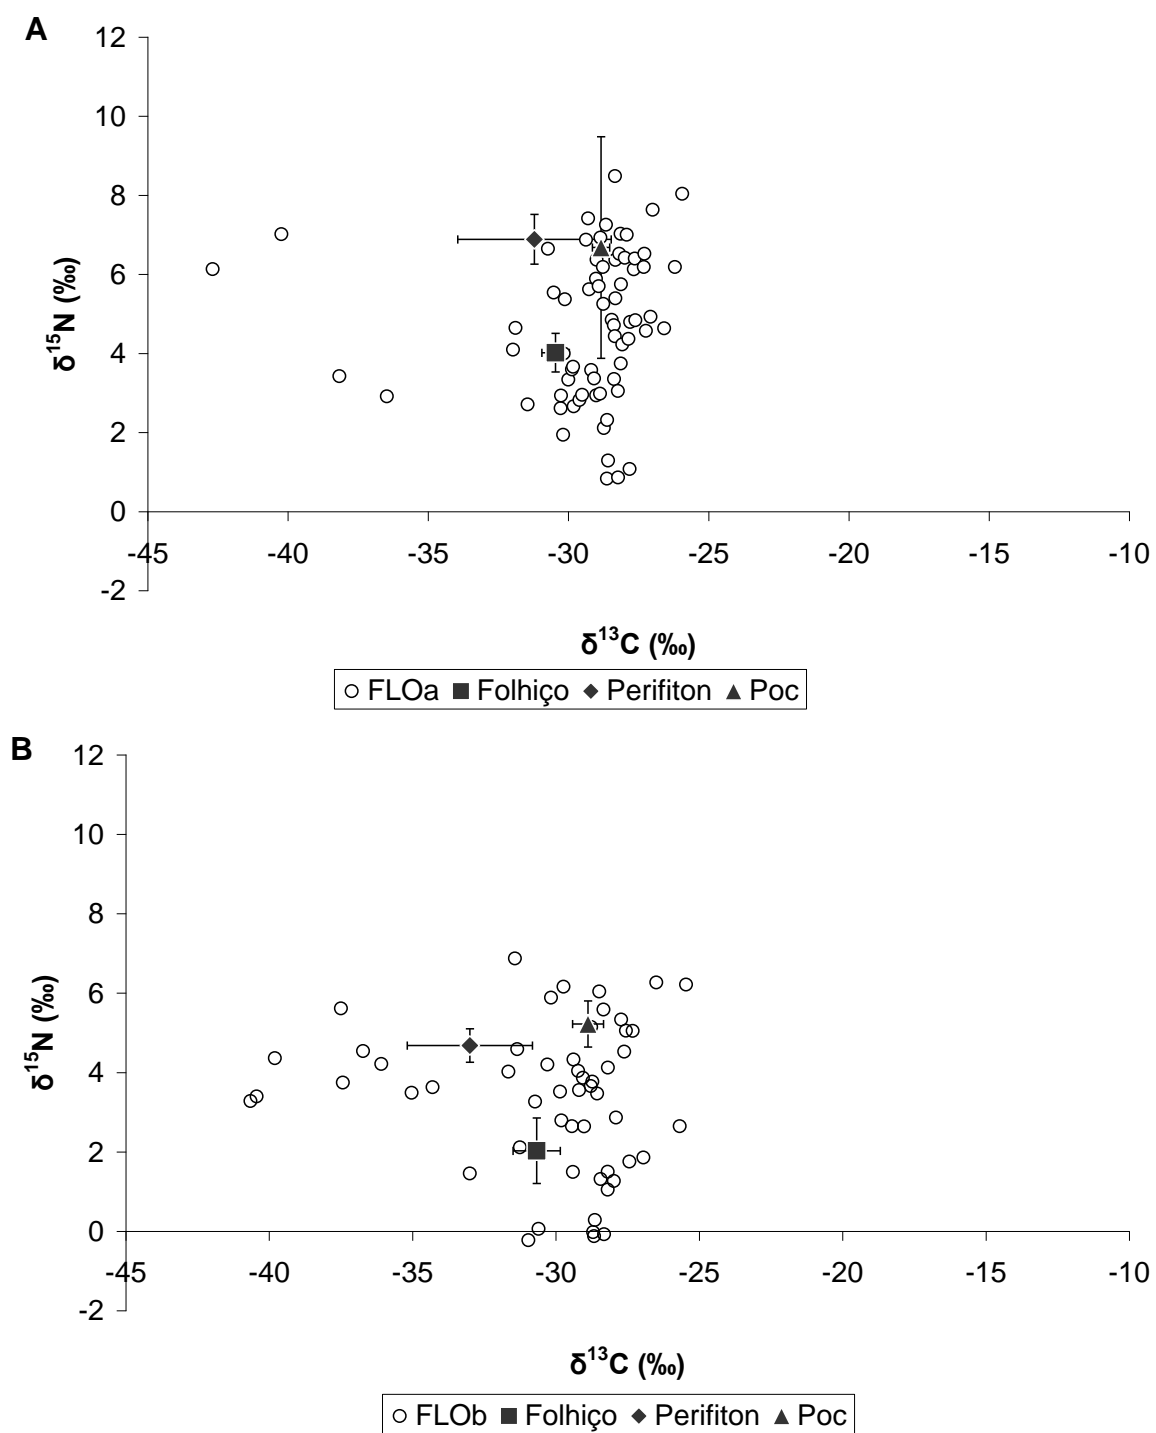 A
12
10
8
6
4
2
0
-2
δ¹⁵N (‰)
-45 -40 -35 -30 -25 -20 -15 -10
δ¹³C (‰)
FLOa Folhiço Perifiton Poc
B
12
10
8
6
4
2
0
-2
δ¹⁵N (‰)
-45 -40 -35 -30 -25 -20 -15 -10
δ¹³C (‰)
FLOb Folhiço Perifiton Poc